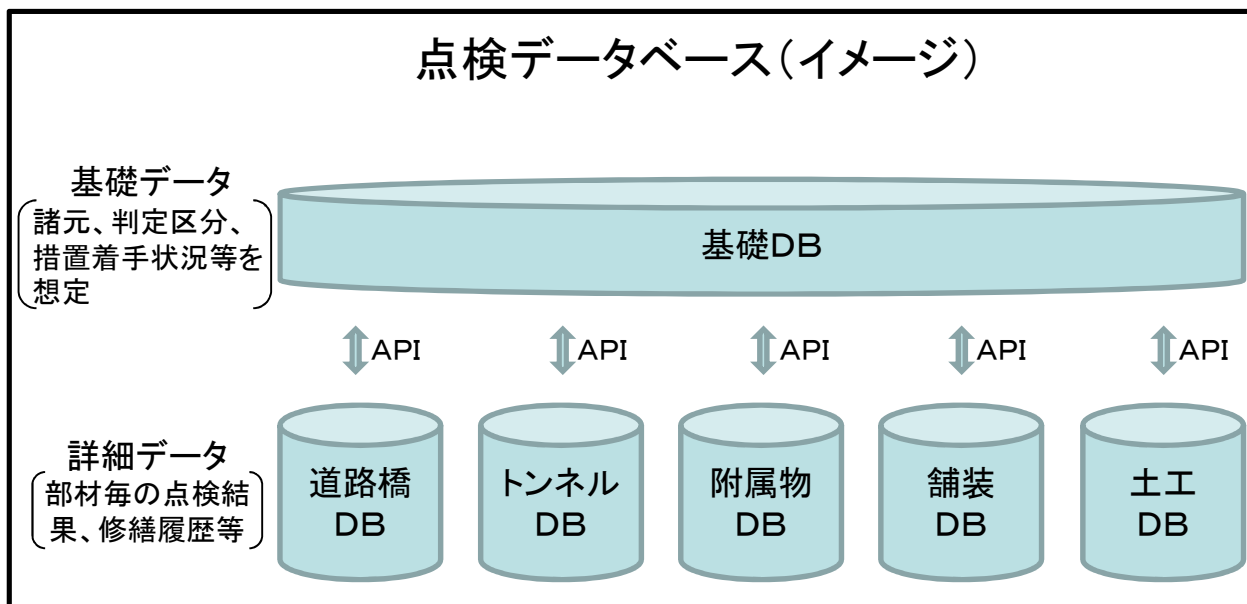 点検データベース（イメージ）
基礎データ
諸元、判定区分、
措置着手状況等を
想定
基礎DB
API
API
API
API
API
詳細データ
部材毎の点検結
果、修繕履歴等
道路橋
DB
トンネル
DB
附属物
DB
舗装
DB
土工
DB